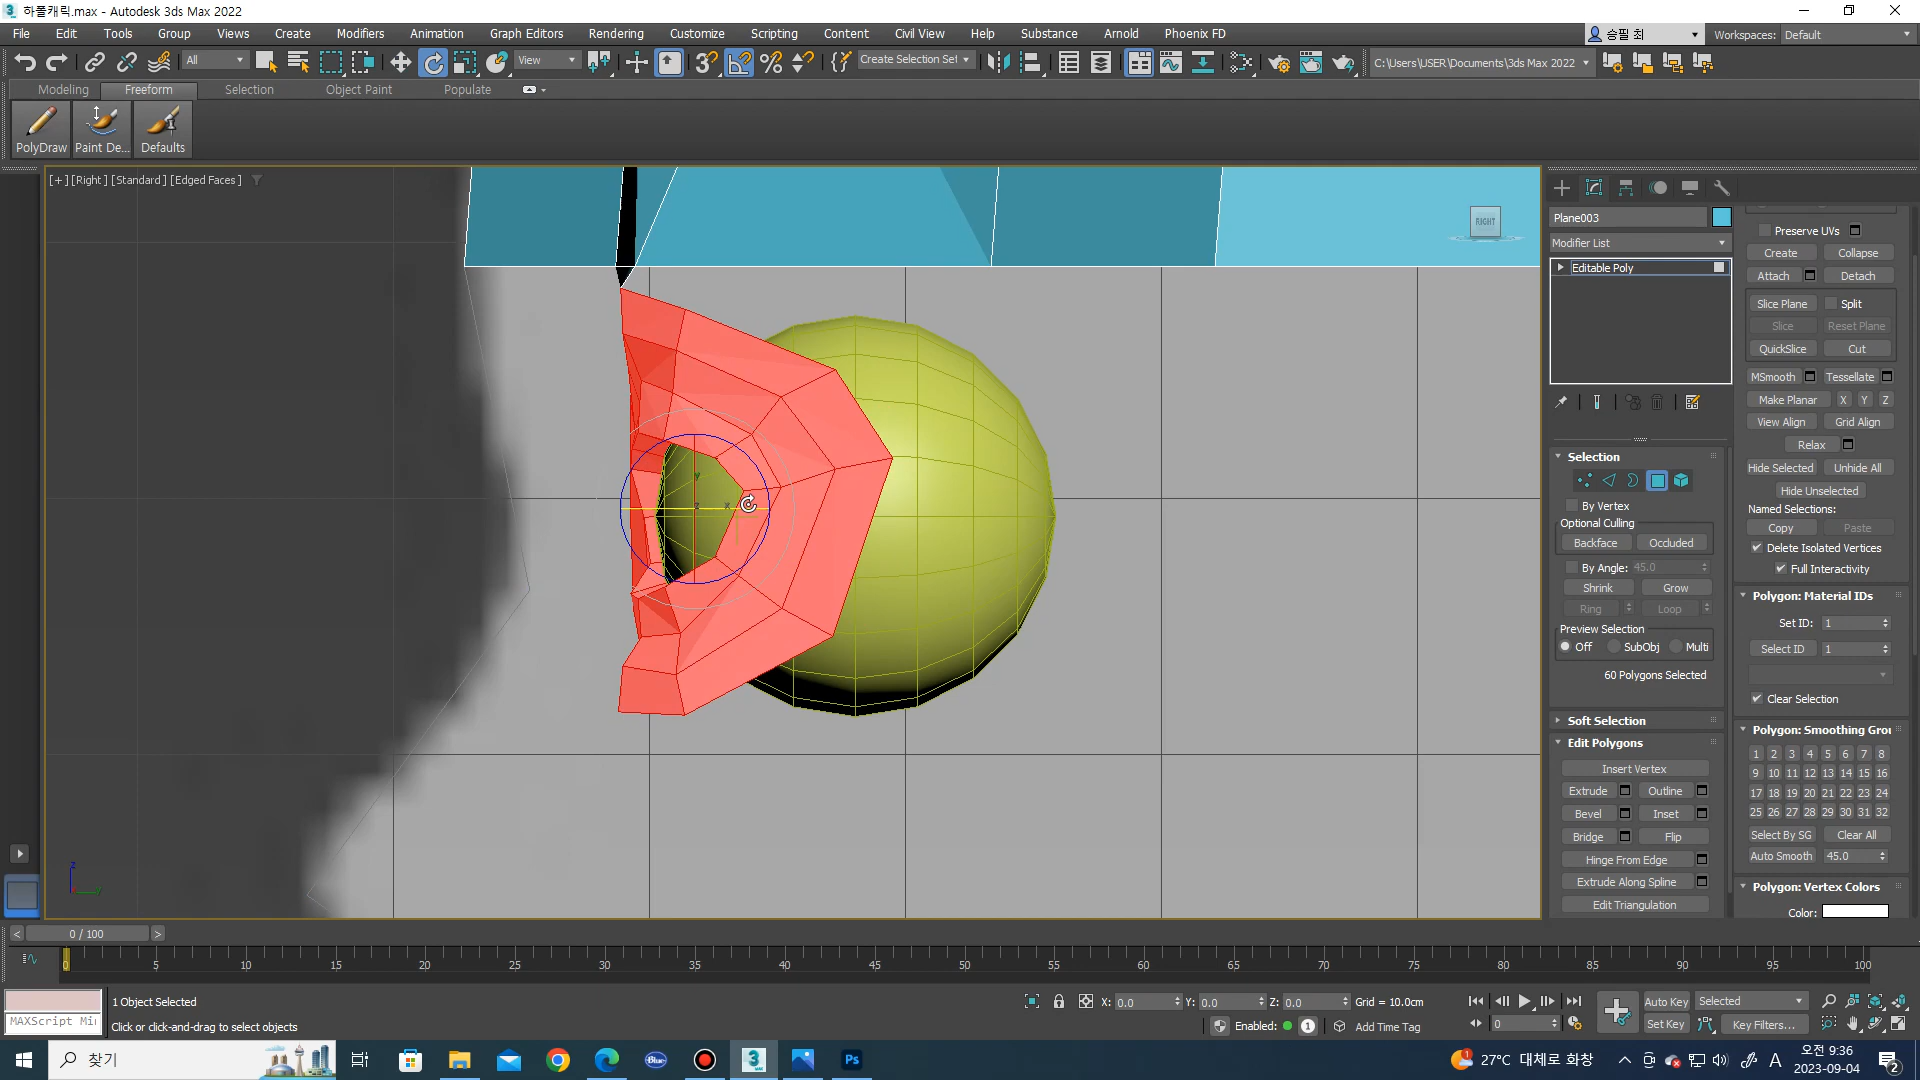 하폴캐릭.max - Autodesk 3ds Max 2022
File Edit Tools Group Views Create Modifiers Animation Graph Editors Rendering Customize Scripting Content Civil View Help Substance Arnold Phoenix FD
승필 최 Workspaces: Default
All View Create Selection Set C:\Users\USER\Documents\3ds Max 2022
Modeling Freeform Selection Object Paint Populate
PolyDraw Paint De... Defaults
[+] [Right] [Standard] [Edged Faces]
RIGHT
Plane003
Modifier List
Editable Poly
Selection
By Vertex
Optional Culling
Backface Occluded
By Angle: 45.0
Shrink Grow
Ring Loop
Preview Selection
Off SubObj Multi
60 Polygons Selected
Soft Selection
Edit Polygons
Insert Vertex
Extrude Outline
Bevel Inset
Bridge Flip
Hinge From Edge
Extrude Along Spline
Edit Triangulation
Preserve UVs
Create Collapse
Attach Detach
Slice Plane Split
Slice Reset Plane
QuickSlice Cut
MSmooth Tessellate
Make Planar X Y Z
View Align Grid Align
Relax
Hide Selected Unhide All
Hide Unselected
Named Selections:
Copy Paste
Delete Isolated Vertices
Full Interactivity
Polygon: Material IDs
Set ID: 1
Select ID 1
Clear Selection
Polygon: Smoothing Grou
1 2 3 4 5 6 7 8
9 10 11 12 13 14 15 16
17 18 19 20 21 22 23 24
25 26 27 28 29 30 31 32
Select By SG Clear All
Auto Smooth 45.0
Polygon: Vertex Colors
Color:
0 / 100
0 5 10 15 20 25 30 35 40 45 50 55 60 65 70 75 80 85 90 95 100
1 Object Selected
X: 0.0 Y: 0.0 Z: 0.0 Grid = 10.0cm
Auto Key Selected
MAXScript Mi
Click or click-and-drag to select objects
Enabled: 1 Add Time Tag
0
Set Key Key Filters...
찾기
27°C 대체로 화창
A
오전 9:36
2023-09-04
2